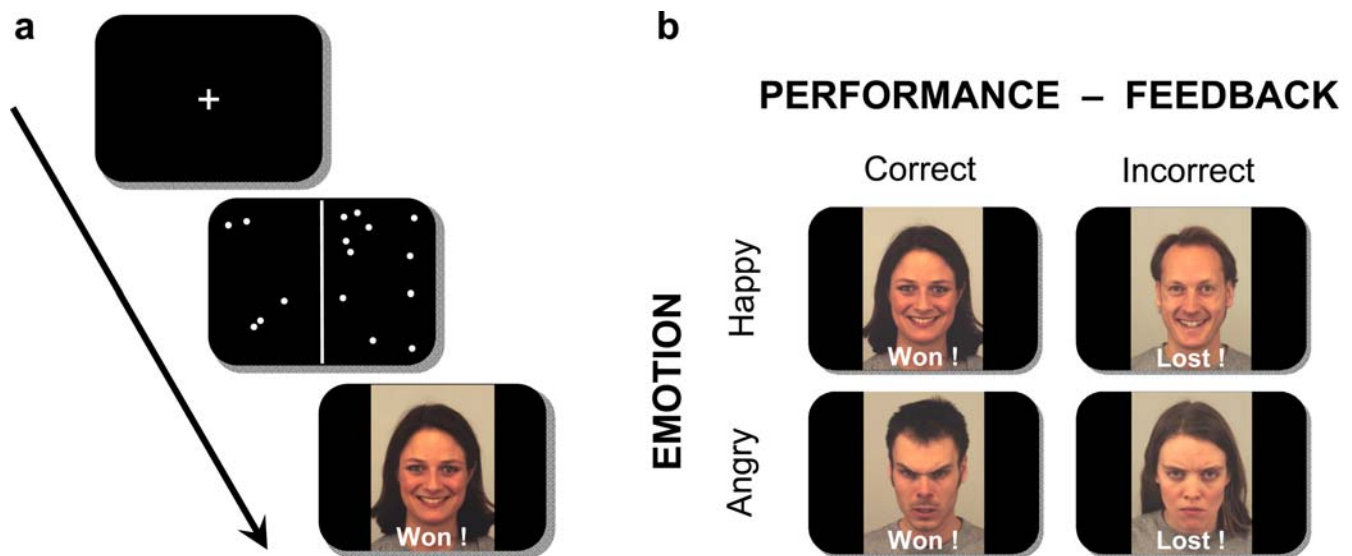 a
Won !
b
PERFORMANCE – FEEDBACK
Correct Incorrect
EMOTION
Happy
Won ! Lost !
Angry
Won ! Lost !